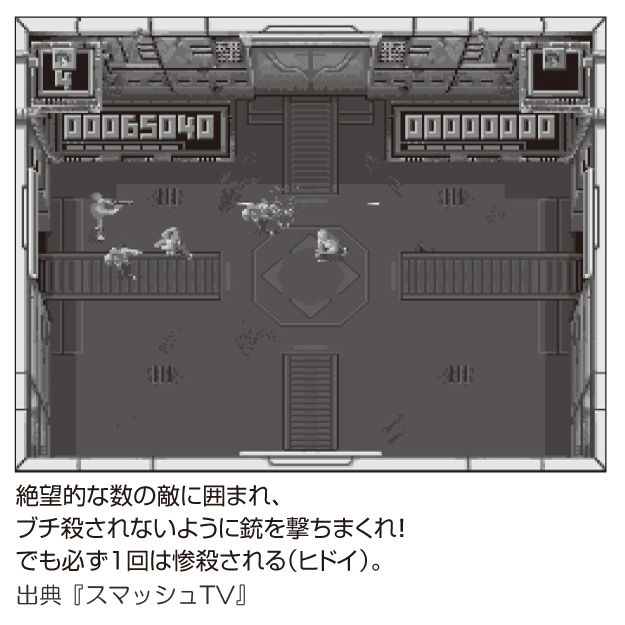 00065040
00000000
絶望的な数の敵に囲まれ、
ブチ殺されないように銃を撃ちまくれ!
でも必ず1回は惨殺される(ヒドイ)。
出典『スマッシュTV』